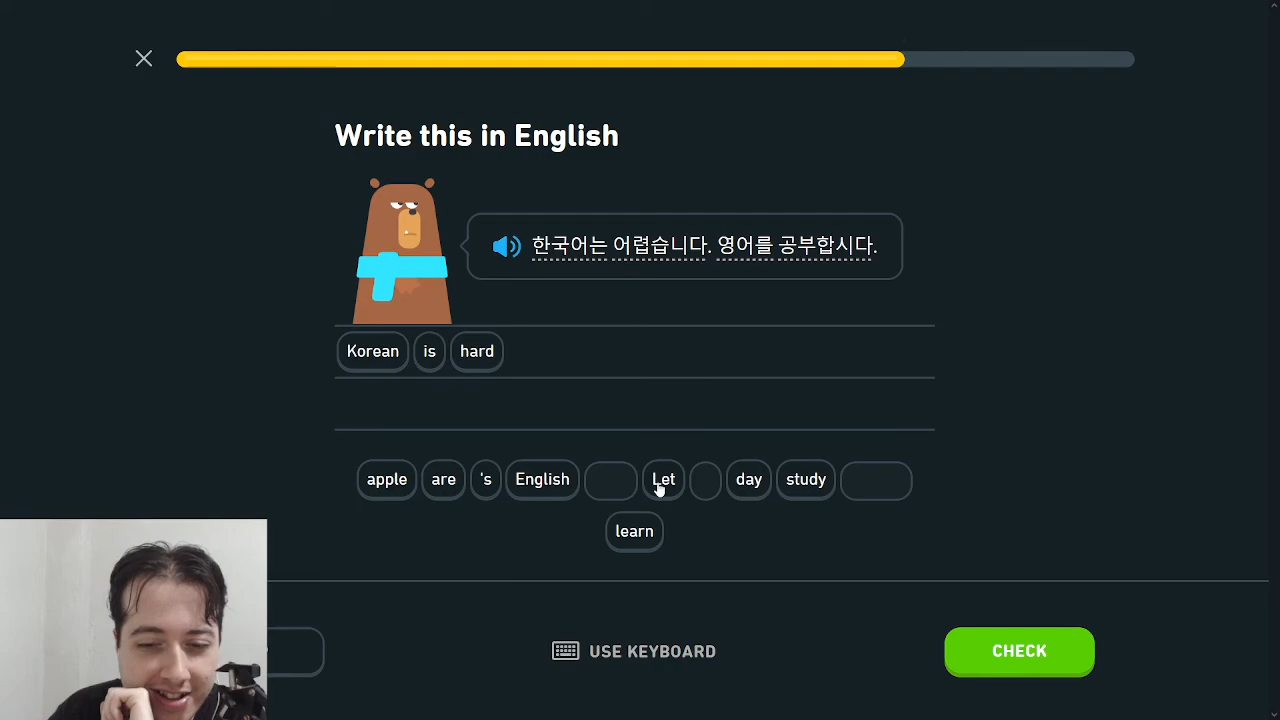 Write this in English
한국어는 어렵습니다. 영어를 공부합시다.
Korean is hard
apple are 's English Let day study
learn
USE KEYBOARD CHECK